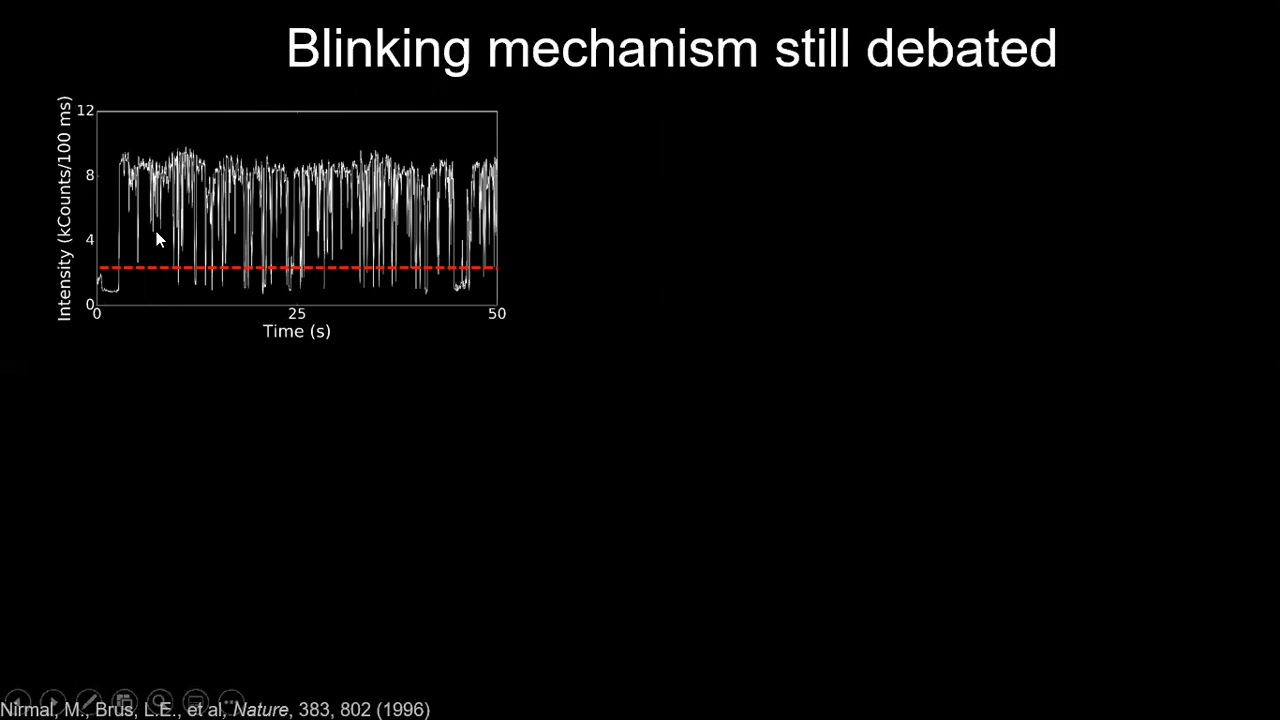 Blinking mechanism still debated
Intensity (kCounts/100 ms)
12
8
4
0
0 25 50
Time (s)
Nirmal, M., Brus, L.E., et al, Nature, 383, 802 (1996)